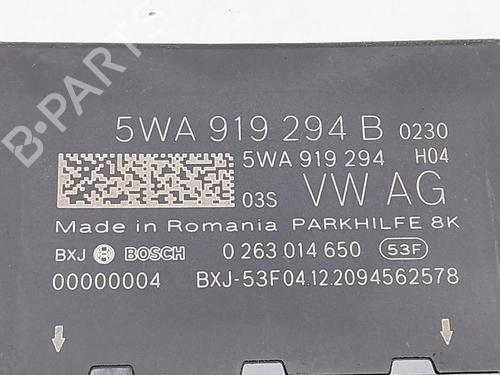 5WA 919 294 B 0230
5WA 919 294 H04
03S VW AG
Made in Romania PARKHILFE 8K
BXJ BOSCH 0 263 014 650 53F
00000004 BXJ-53F04.12.2094562578
B-PARTS